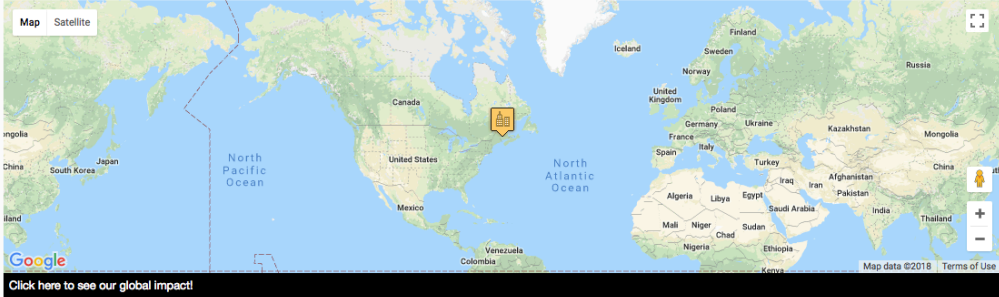 Map Satellite
Finland
Iceland
Sweden
Russia
Norway
Canada
United
Kingdom
Poland
Germany
Ukraine
France
Kazakhstan
ongolia
Mongolia
Italy
Spain
Japan
China
South Korea
North
Pacific
Ocean
United States
North
Atlantic
Ocean
Turkey
China
Iraq
Iran
Afghanistan
Pakistan
Algeria
Libya
Egypt
Saudi Arabia
India
Mexico
Mali
Niger
Sudan
Chad
Thailand
iland
Nigeria
Ethiopia
Venezuela
Colombia
Kenya
Google
Map data ©2018 Terms of Use
Click here to see our global impact!